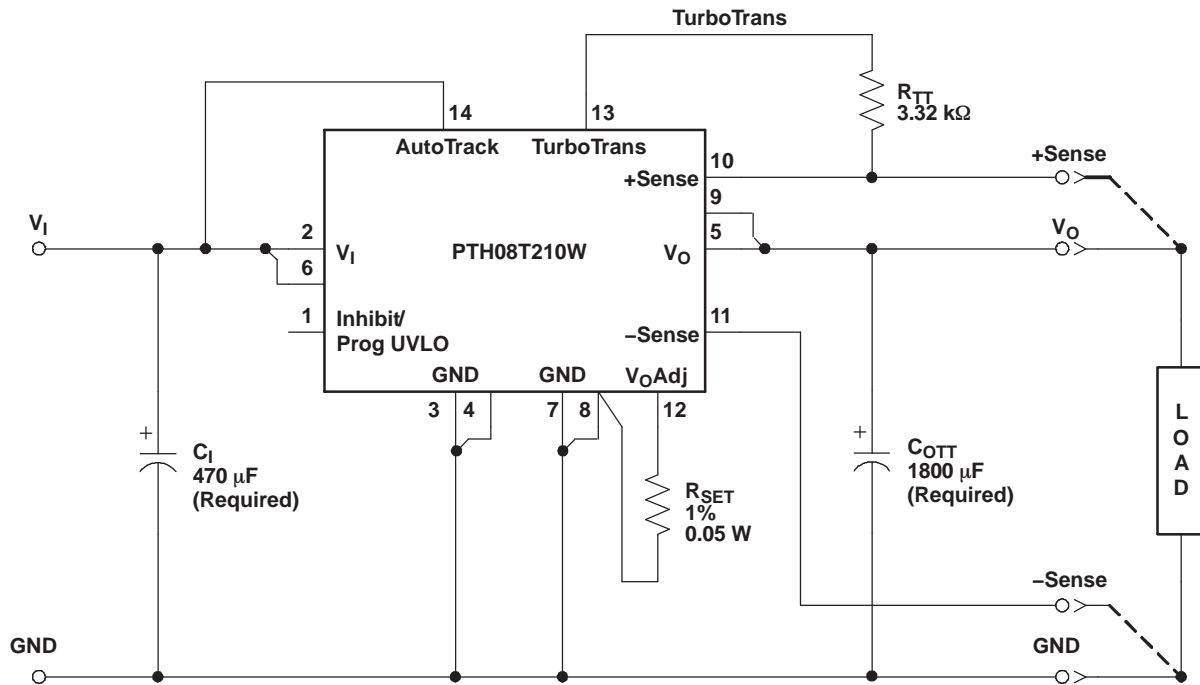 TurboTrans
R_TT
3.32 kΩ
14
13
AutoTrack
TurboTrans
10
+Sense
+Sense
9
V_I
V_O
2
5
V_I
PTH08T210W
V_O
6
1
Inhibit/
Prog UVLO
11
−Sense
GND
GND
V_OAdj
3
4
7
8
12
+
C_I
470 μF
(Required)
R_SET
1%
0.05 W
+
C_OTT
1800 μF
(Required)
L
O
A
D
−Sense
GND
GND